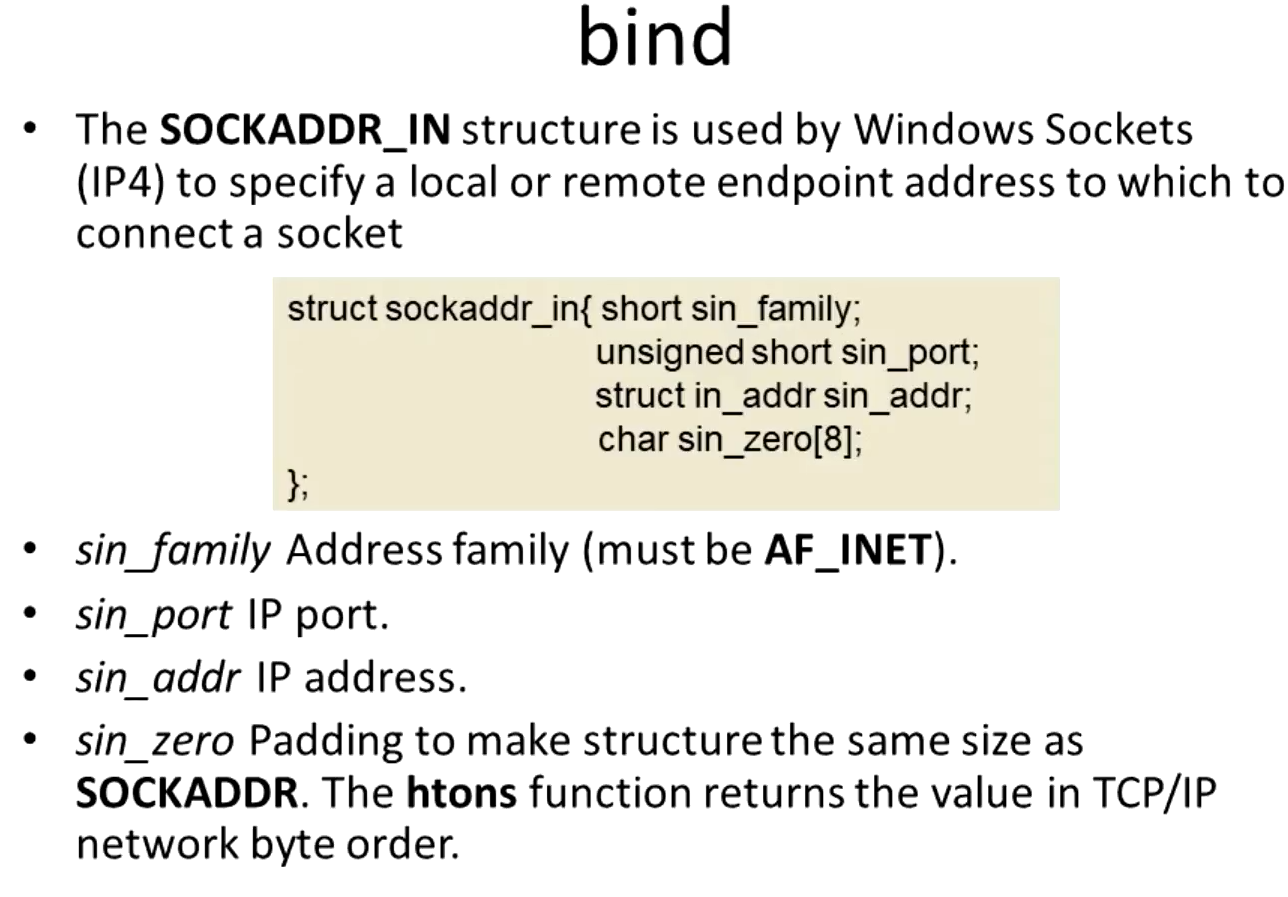 bind
• The SOCKADDR_IN structure is used by Windows Sockets
(IP4) to specify a local or remote endpoint address to which to
connect a socket
struct sockaddr_in{ short sin_family;
unsigned short sin_port;
struct in_addr sin_addr;
char sin_zero[8];
};
• sin_family Address family (must be AF_INET).
• sin_port IP port.
• sin_addr IP address.
• sin_zero Padding to make structure the same size as
SOCKADDR. The htons function returns the value in TCP/IP
network byte order.